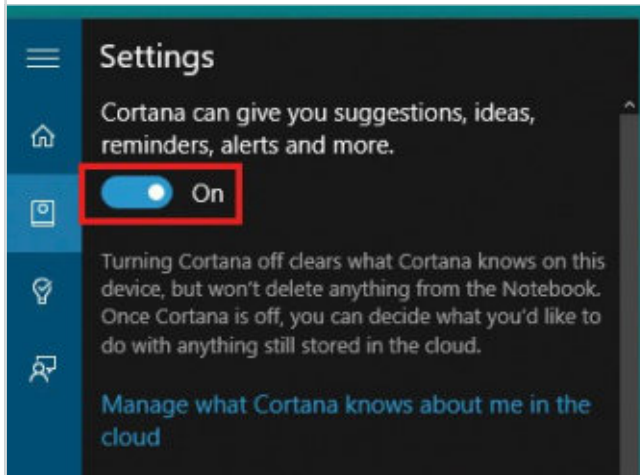 Settings
Cortana can give you suggestions, ideas,
reminders, alerts and more.
On
Turning Cortana off clears what Cortana knows on this
device, but won't delete anything from the Notebook.
Once Cortana is off, you can decide what you'd like to
do with anything still stored in the cloud.
Manage what Cortana knows about me in the
cloud